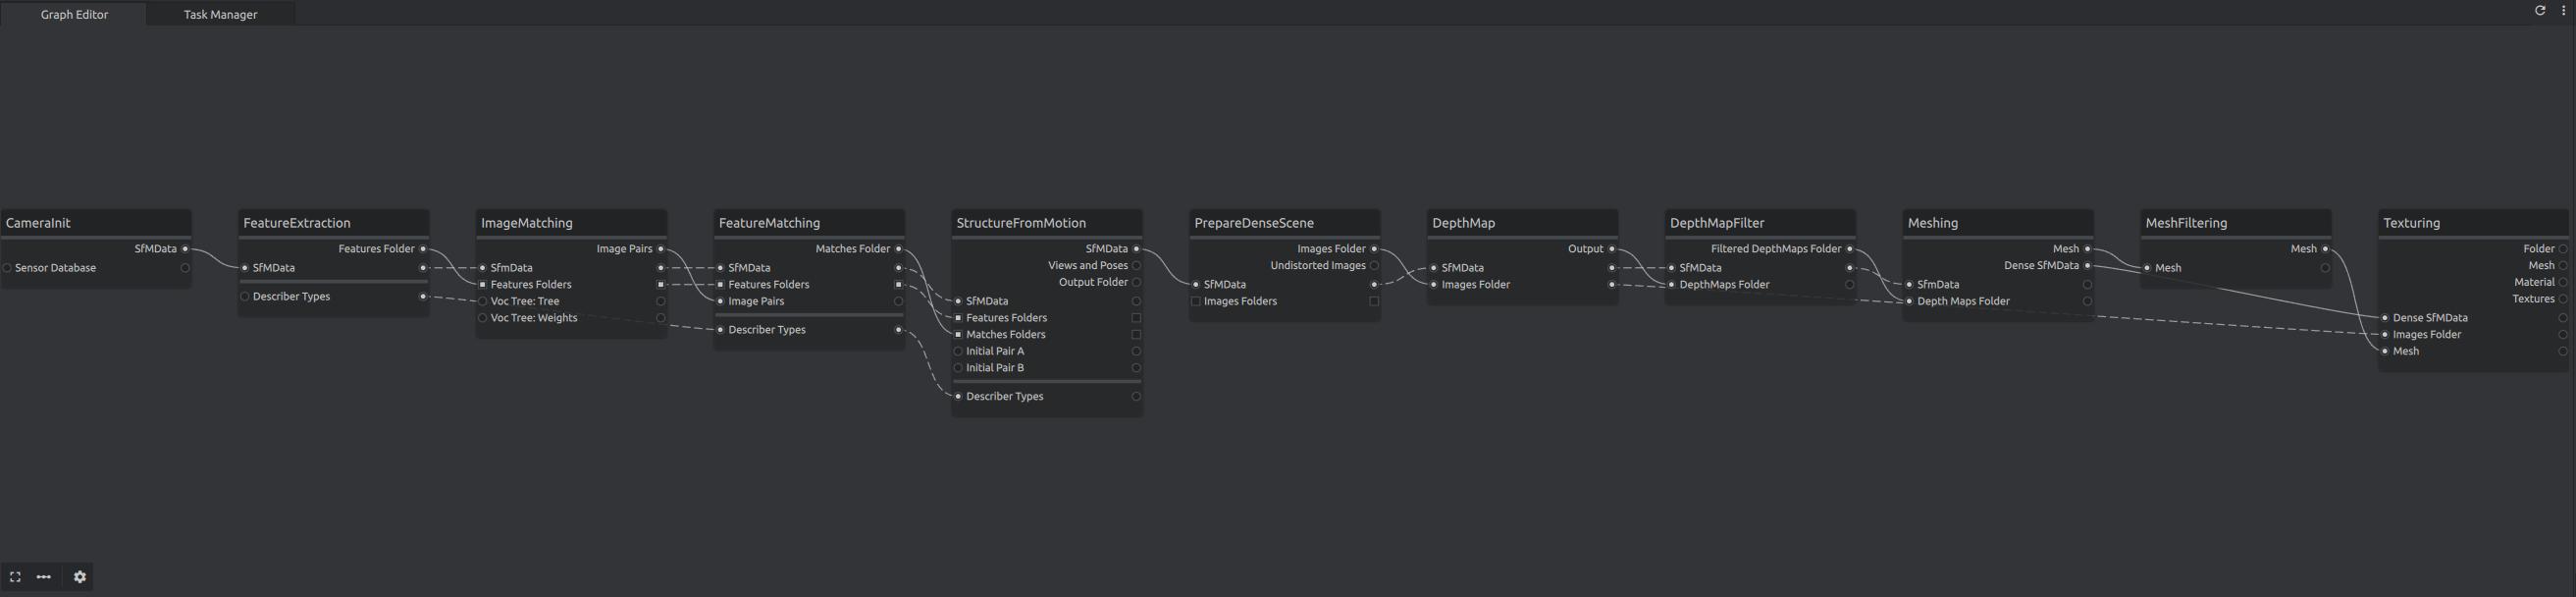 Graph Editor
Task Manager
CameraInit
SfMData
Sensor Database
FeatureExtraction
Features Folder
SfMData
Describer Types
ImageMatching
Image Pairs
SfmData
Features Folders
Voc Tree: Tree
Voc Tree: Weights
FeatureMatching
Matches Folder
SfMData
Features Folders
Image Pairs
Describer Types
StructureFromMotion
SfMData
Views and Poses
Output Folder
SfMData
Features Folders
Matches Folders
Initial Pair A
Initial Pair B
Describer Types
PrepareDenseScene
Images Folder
Undistorted Images
SfMData
Images Folders
DepthMap
Output
SfMData
Images Folder
DepthMapFilter
Filtered DepthMaps Folder
SfMData
DepthMaps Folder
Meshing
Mesh
Dense SfMData
SfmData
Depth Maps Folder
MeshFiltering
Mesh
Mesh
Texturing
Folder
Mesh
Material
Textures
Dense SfMData
Images Folder
Mesh